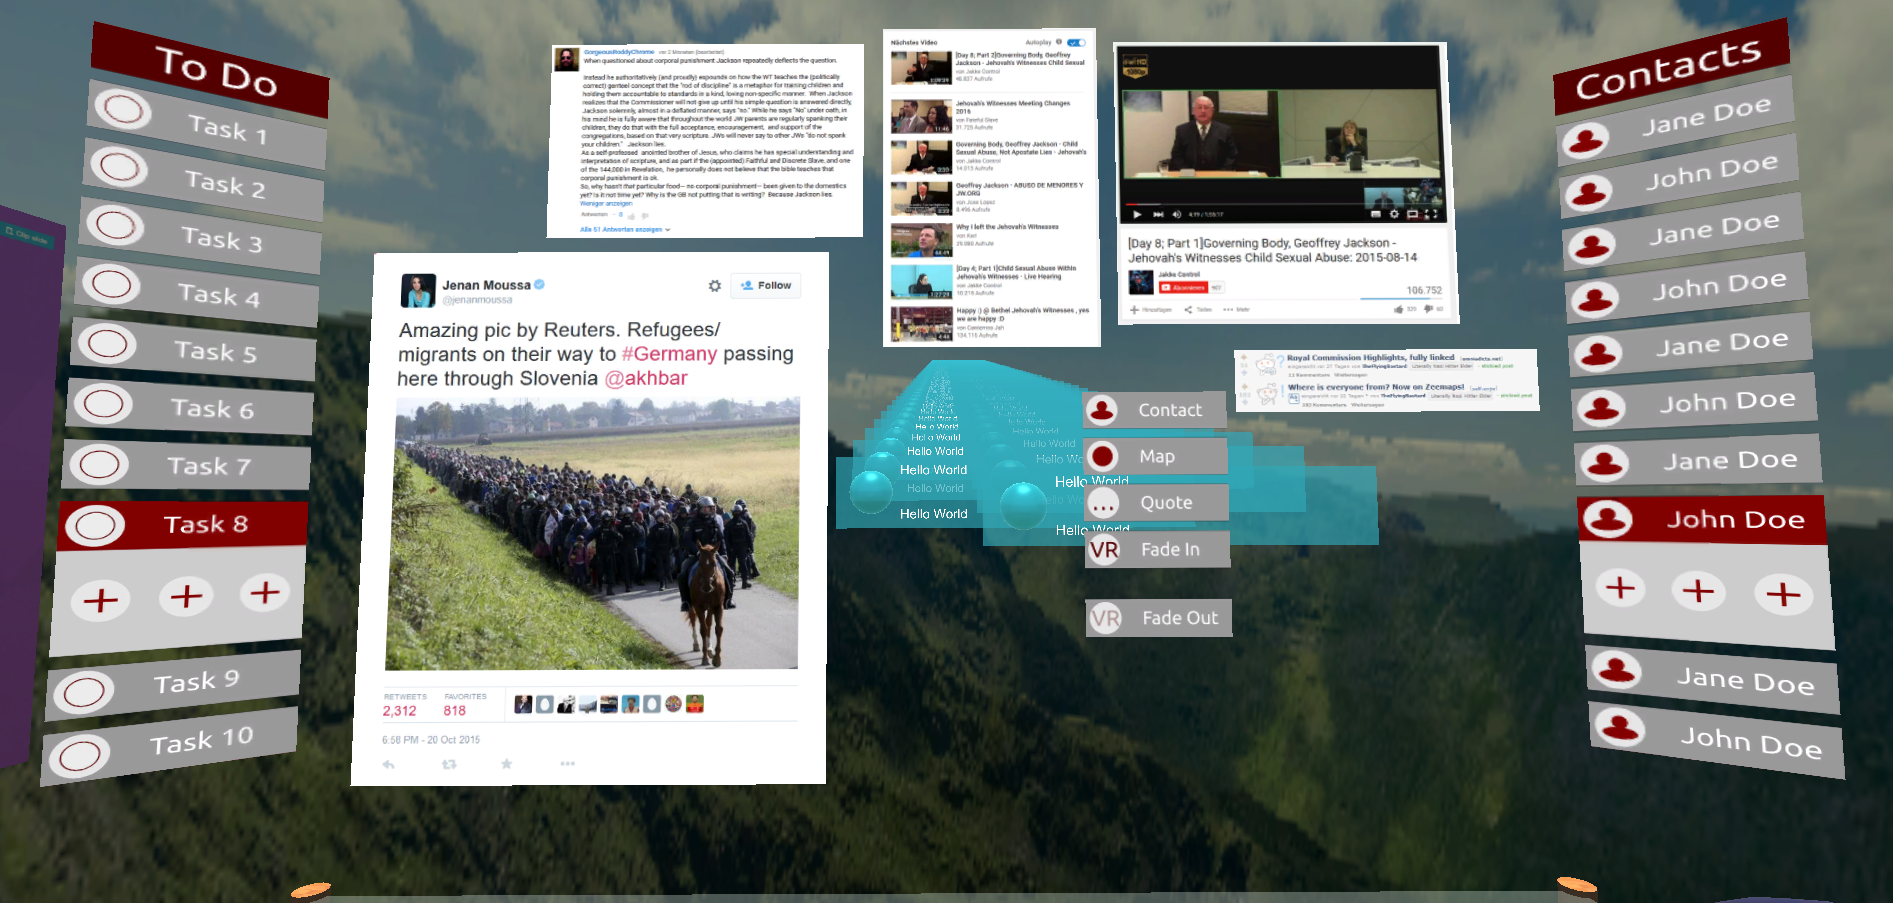 To Do
Task 1
Task 2
Task 3
Task 4
Task 5
Task 6
Task 7
Task 8
Task 9
Task 10
GorgeousRoddyChrome vor 2 Monaten (bearbeitet)
When questioned about corporal punishment Jackson repeatedly deflects the question.
Instead he authoritatively (and proudly) expounds on how the WT teaches the (politically
correct) genteel concept that the "rod of discipline" is a metaphor for training children and
holding them accountable to standards in a kind, loving non-specific manner. When Jackson
realizes that the Commissioner will not give up until his simple question is answered directly,
Jackson solemnly, almost in a deflated manner, says "no." While he says "No" under oath, in
his mind he is fully aware that throughout the world JW parents are regularly spanking their
children, they do that with the full acceptance, encouragement, and support of the
congregations, based on that very scripture. JWs will never say to other JWs "do not spank
your children." Jackson lies.
As a self-professed anointed brother of Jesus, who claims he has special understanding and
interpretation of scripture, and as part of the (appointed) Faithful and Discrete Slave, and one
of the 144,000 in Revelation, he personally does not believe that the bible teaches that
corporal punishment is ok.
So, why hasn't that particular food-- no corporal punishment-- been given to the domestics
yet? Is it not time yet? Why is the GB not putting that is writing? Because Jackson lies.
Weniger anzeigen
Antworten · 8
Alle 51 Antworten anzeigen
Jenan Moussa
@jenanmoussa
Follow
Amazing pic by Reuters. Refugees/
migrants on their way to #Germany passing
here through Slovenia @akhbar
RETWEETS
2,312
FAVORITES
818
6:58 PM - 20 Oct 2015
Nächstes Video
Autoplay
[Day 8; Part 2]Governing Body, Geoffrey
Jackson - Jehovah's Witnesses Child Sexual
von Jakke Control
Jehovah's Witnesses Meeting Changes
2016
von Fateful Slave
31.725 Aufrufe
11:46
Governing Body, Geoffrey Jackson - Child
Sexual Abuse, Not Apostate Lies - Jehovah's
von Jakke Control
14.015 Aufrufe
Geoffrey Jackson - ABUSO DE MENORES Y
JW.ORG
von Jose Lopez
8.496 Aufrufe
Why I left the Jehovah's Witnesses
von Xurr
[Day 4; Part 1]Child Sexual Abuse Within
Jehovah's Witnesses - Live Hearing
von Jakke Control
10.216 Aufrufe
Happy :) @ Bethel Jehovah's Witnesses , yes
we are happy :D
von Cameroos Jah
134.116 Aufrufe
4:48
1080p
[Day 8; Part 1]Governing Body, Geoffrey Jackson -
Jehovah's Witnesses Child Sexual Abuse: 2015-08-14
Jakke Control
Abonnieren
106.752
Hinzufügen
Teilen
Mehr
Royal Commission Highlights, fully linked
Where is everyone from? Now on Zeemaps!
Hello World
Hello World
Hello World
Hello World
Hello World
Hello World
Hello World
Hello World
Hello World
Contact
Map
Quote
VR Fade In
VR Fade Out
Contacts
Jane Doe
John Doe
Jane Doe
John Doe
Jane Doe
John Doe
Jane Doe
John Doe
Jane Doe
John Doe